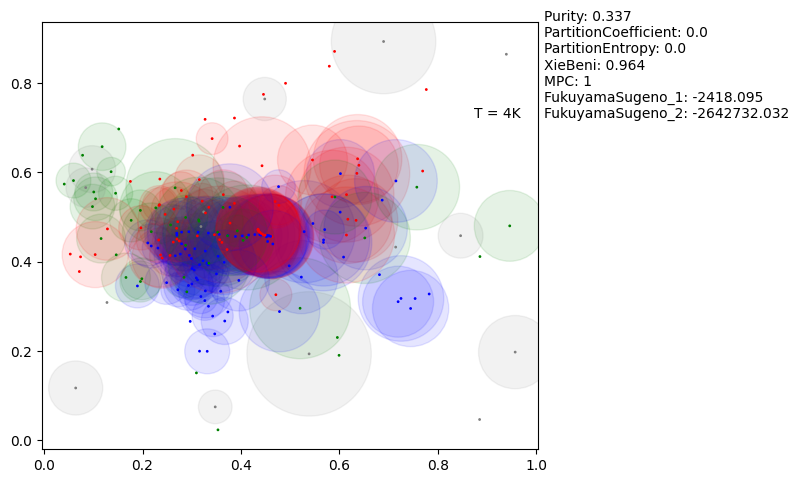 Purity: 0.337
PartitionCoefficient: 0.0
PartitionEntropy: 0.0
XieBeni: 0.964
MPC: 1
FukuyamaSugeno_1: -2418.095
FukuyamaSugeno_2: -2642732.032
T = 4K
0.8
0.6
0.4
0.2
0.0
0.0 0.2 0.4 0.6 0.8 1.0